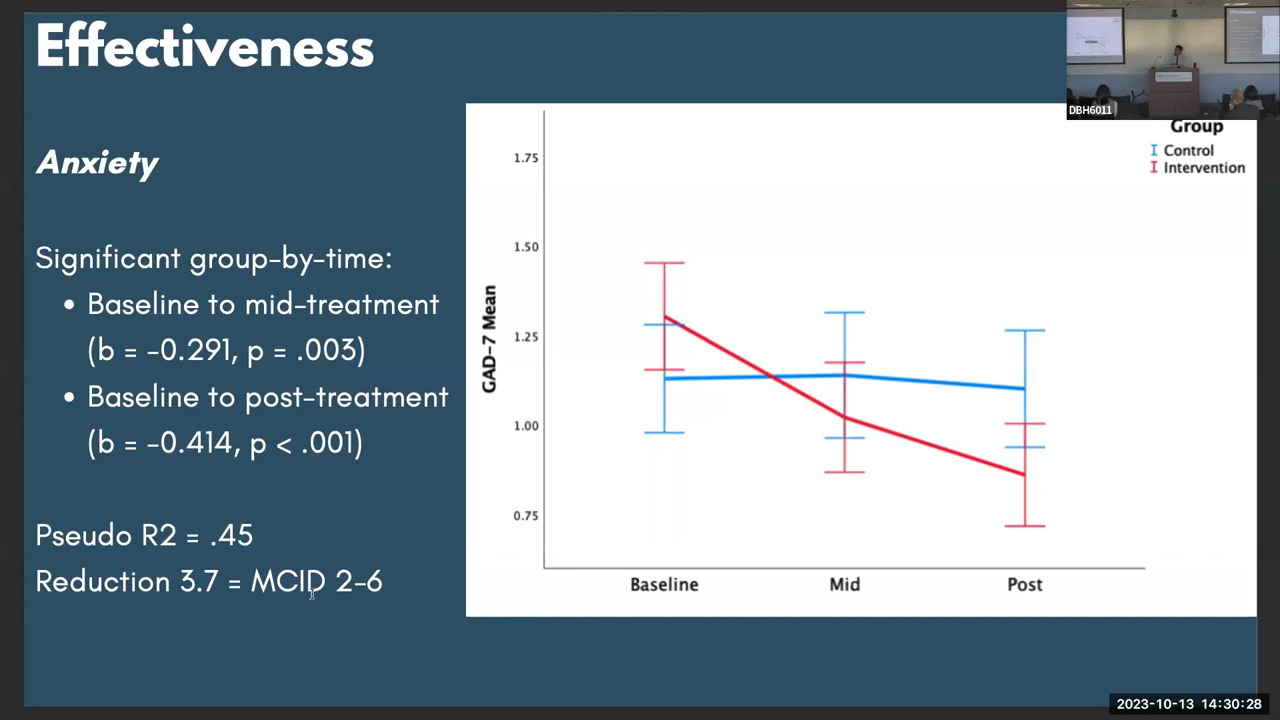 Effectiveness
Anxiety
Significant group-by-time:
• Baseline to mid-treatment
(b = -0.291, p = .003)
• Baseline to post-treatment
(b = -0.414, p < .001)
Pseudo R2 = .45
Reduction 3.7 = MCID 2-6
GAD-7 Mean
1.75
1.50
1.25
1.00
0.75
Baseline
Mid
Post
Group
Control
Intervention
DBH6011
2023-10-13 14:30:28